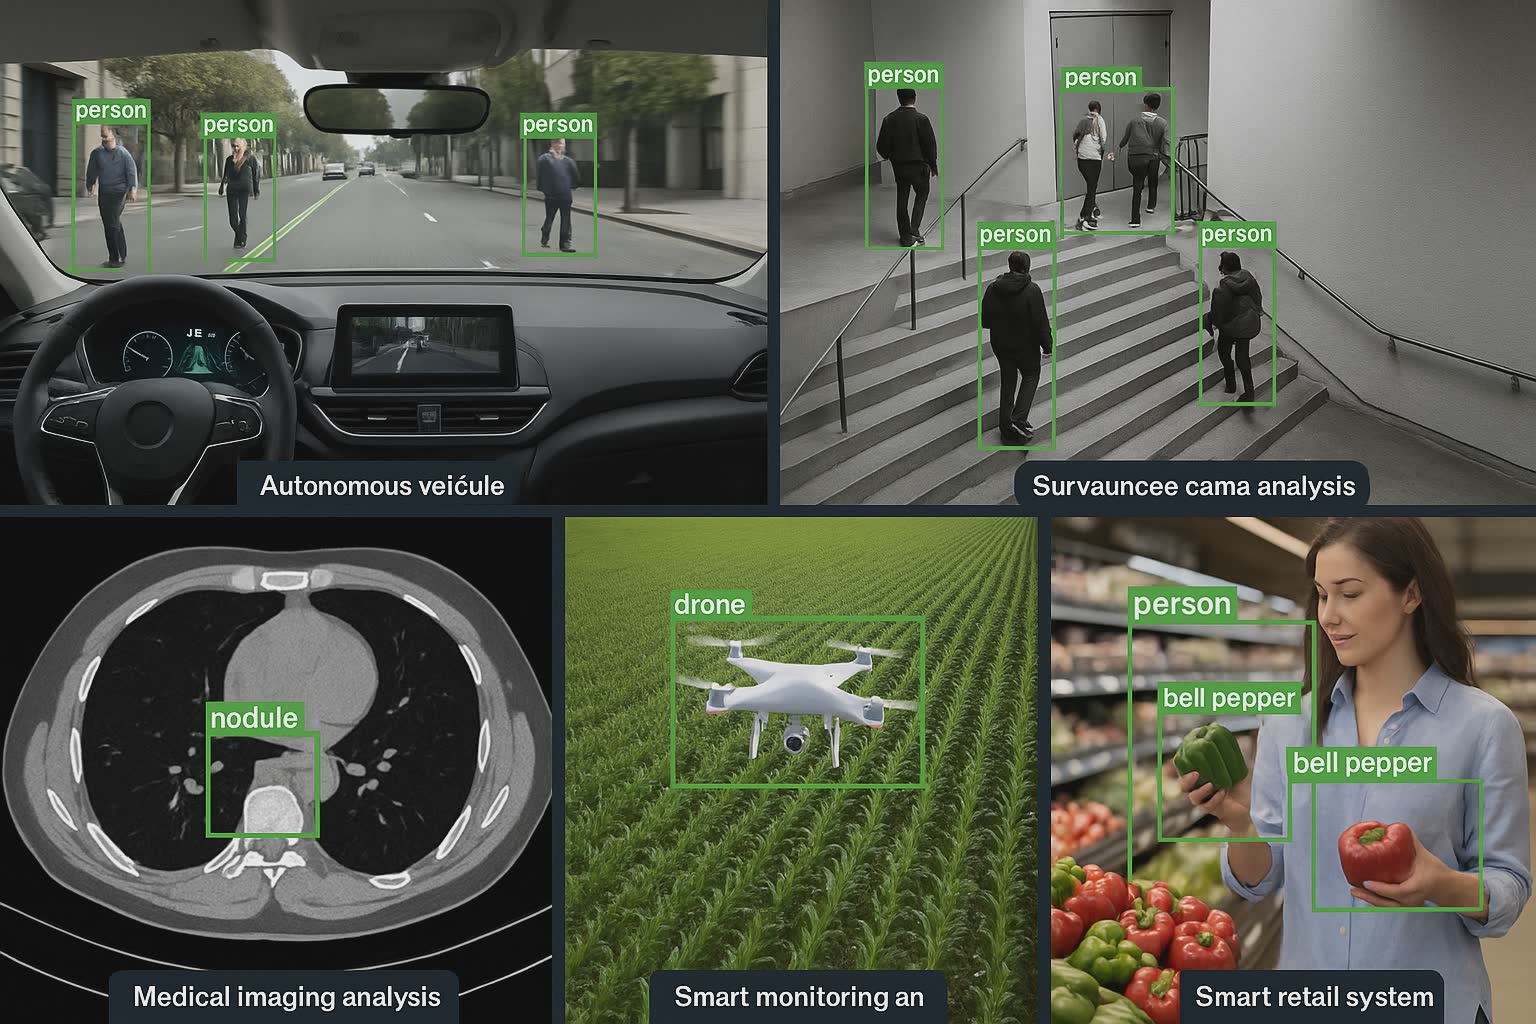 person
person
person
JE
Autonomous veićule
person
person
person
person
Survauncee cama analysis
nodule
Medical imaging analysis
drone
Smart monitoring an
person
bell pepper
bell pepper
Smart retail system